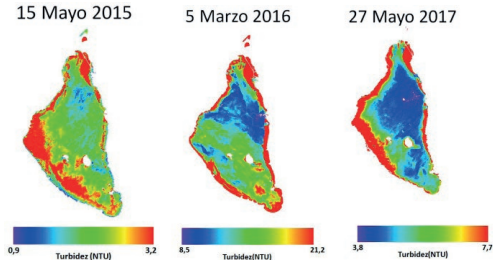 15 Mayo 2015
5 Marzo 2016
27 Mayo 2017
0,9
3,2
Turbidez (NTU)
8,5
21,2
Turbidez(NTU)
3,8
7,7
Turbidez(NTU)